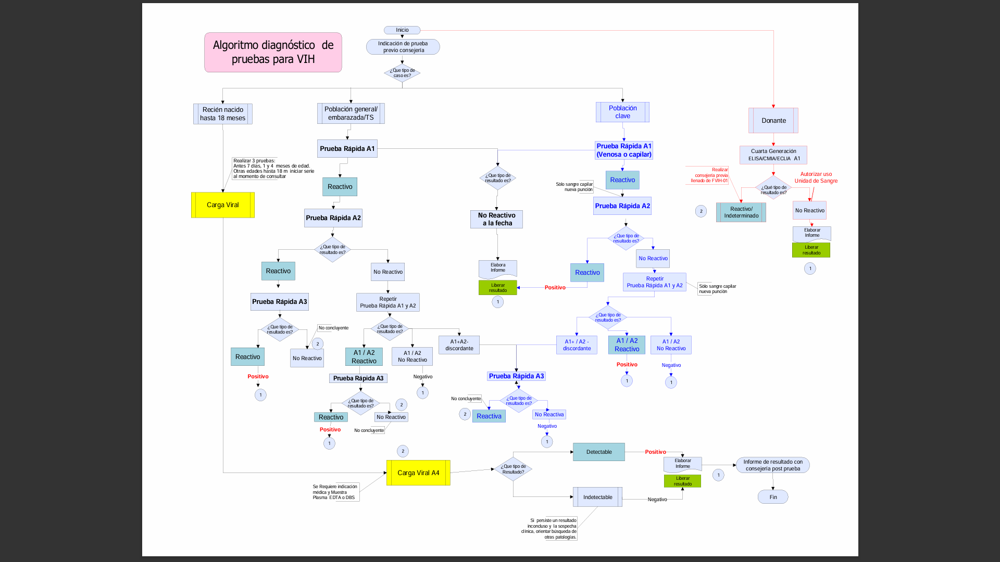 Algoritmo diagnóstico de
pruebas para VIH
Inicio
Indicación de prueba
previo consejería
¿Que tipo de
caso es?
Recién nacido
hasta 18 meses
Población general/
embarazada/TS
Población
clave
Donante
Realizar 3 pruebas:
Antes 7 días, 1 y 4 meses de edad.
Otras edades hasta 18 m iniciar serie
al momento de consultar
Carga Viral
Prueba Rápida A1
Reactivo
Prueba Rápida A2
¿Que tipo de
resultado es?
Reactivo
No Reactivo
Prueba Rápida A3
¿Que tipo de
resultado es?
No concluyente
2
Reactivo
No Reactivo
Positivo
1
Repetir
Prueba Rápida A1 y A2
¿Que tipo de
resultado es?
A1 / A2
Reactivo
A1 / A2
No Reactivo
A1+A2-
discordante
Negativo
1
Prueba Rápida A3
¿Que tipo de
resultado es?
2
Reactivo
No Reactivo
Positivo
No concluyente
1
¿Que tipo de
resultado es?
No Reactivo
a la fecha
Elabora
Informe
Liberar
resultado
1
Prueba Rápida A1
(Venosa o capilar)
Reactivo
Sólo sangre capilar
nueva punción
Prueba Rápida A2
¿Que tipo de
resultado es?
Reactivo
Positivo
No Reactivo
Repetir
Prueba Rápida A1 y A2
Sólo sangre capilar
nueva punción
¿Que tipo de
resultado es?
A1+ / A2 -
discordante
A1 / A2
Reactivo
A1 / A2
No Reactivo
Positivo
1
Negativo
1
Prueba Rápida A3
¿Que tipo de
resultado es?
No concluyente
2
Reactiva
No Reactiva
Negativo
1
Cuarta Generación
ELISA/CMIA/ECLIA A1
Realizar
consejería previa
llenado de FVIH-01
Autorizar uso
Unidad de Sangre
¿Qué tipo de
resultado es?
2
Reactivo/
Indeterminado
No Reactivo
Elaborar
Informe
Liberar
resultado
1
2
Carga Viral A4
Se Requiere indicación
médica y Muestra
Plasma EDTA o DBS
¿Que tipo de
Resultado?
Detectable
Positivo
Indetectable
Negativo
Si persiste un resultado
inconcluso y la sospecha
clínica, orientar búsqueda de
otras patologías.
Elaborar
Informe
Liberar
resultado
1
Informe de resultado con
consejería post prueba
Fin